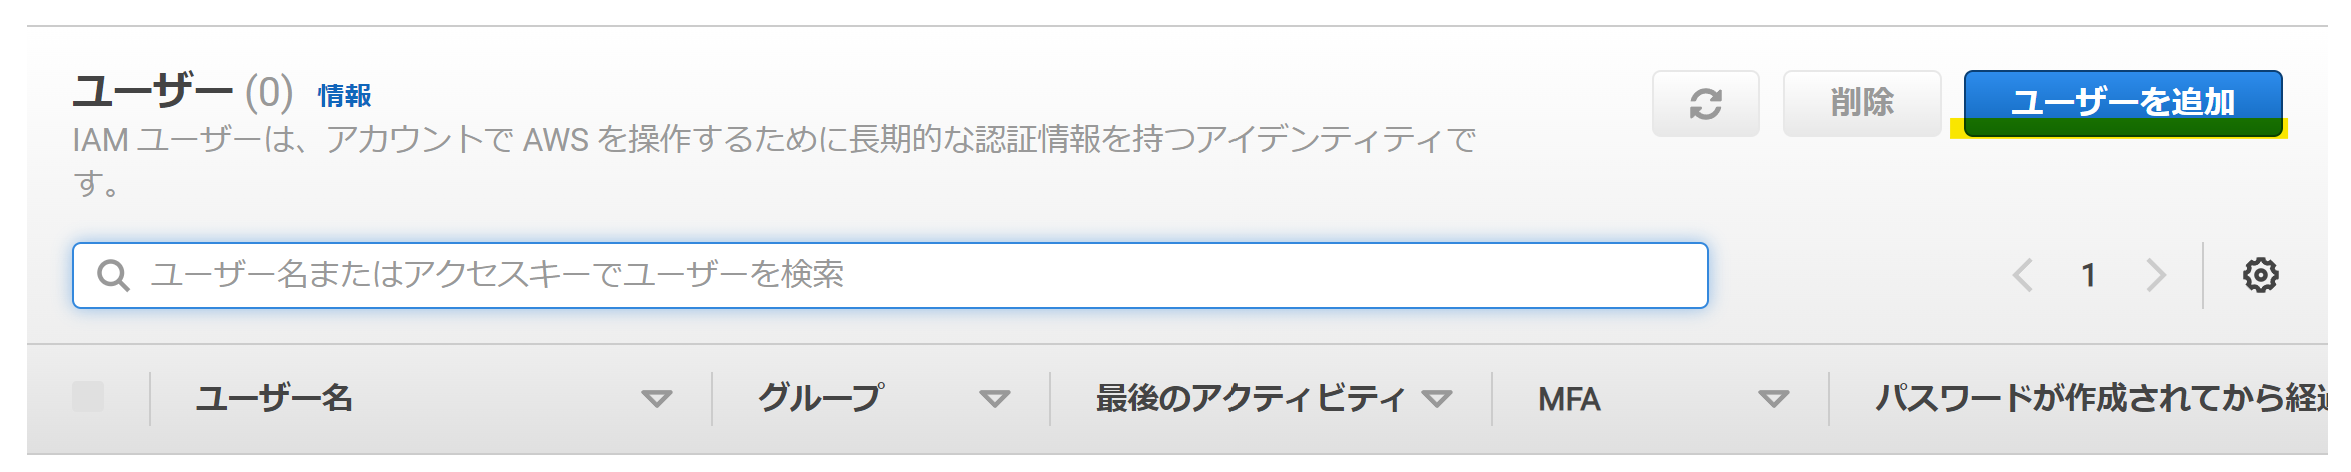 ユーザー (0) 情報
IAM ユーザーは、アカウントで AWS を操作するために長期的な認証情報を持つアイデンティティで
す。
削除
ユーザーを追加
ユーザー名またはアクセスキーでユーザーを検索
1
ユーザー名 グループ 最後のアクティビティ MFA パスワードが作成されてから経過